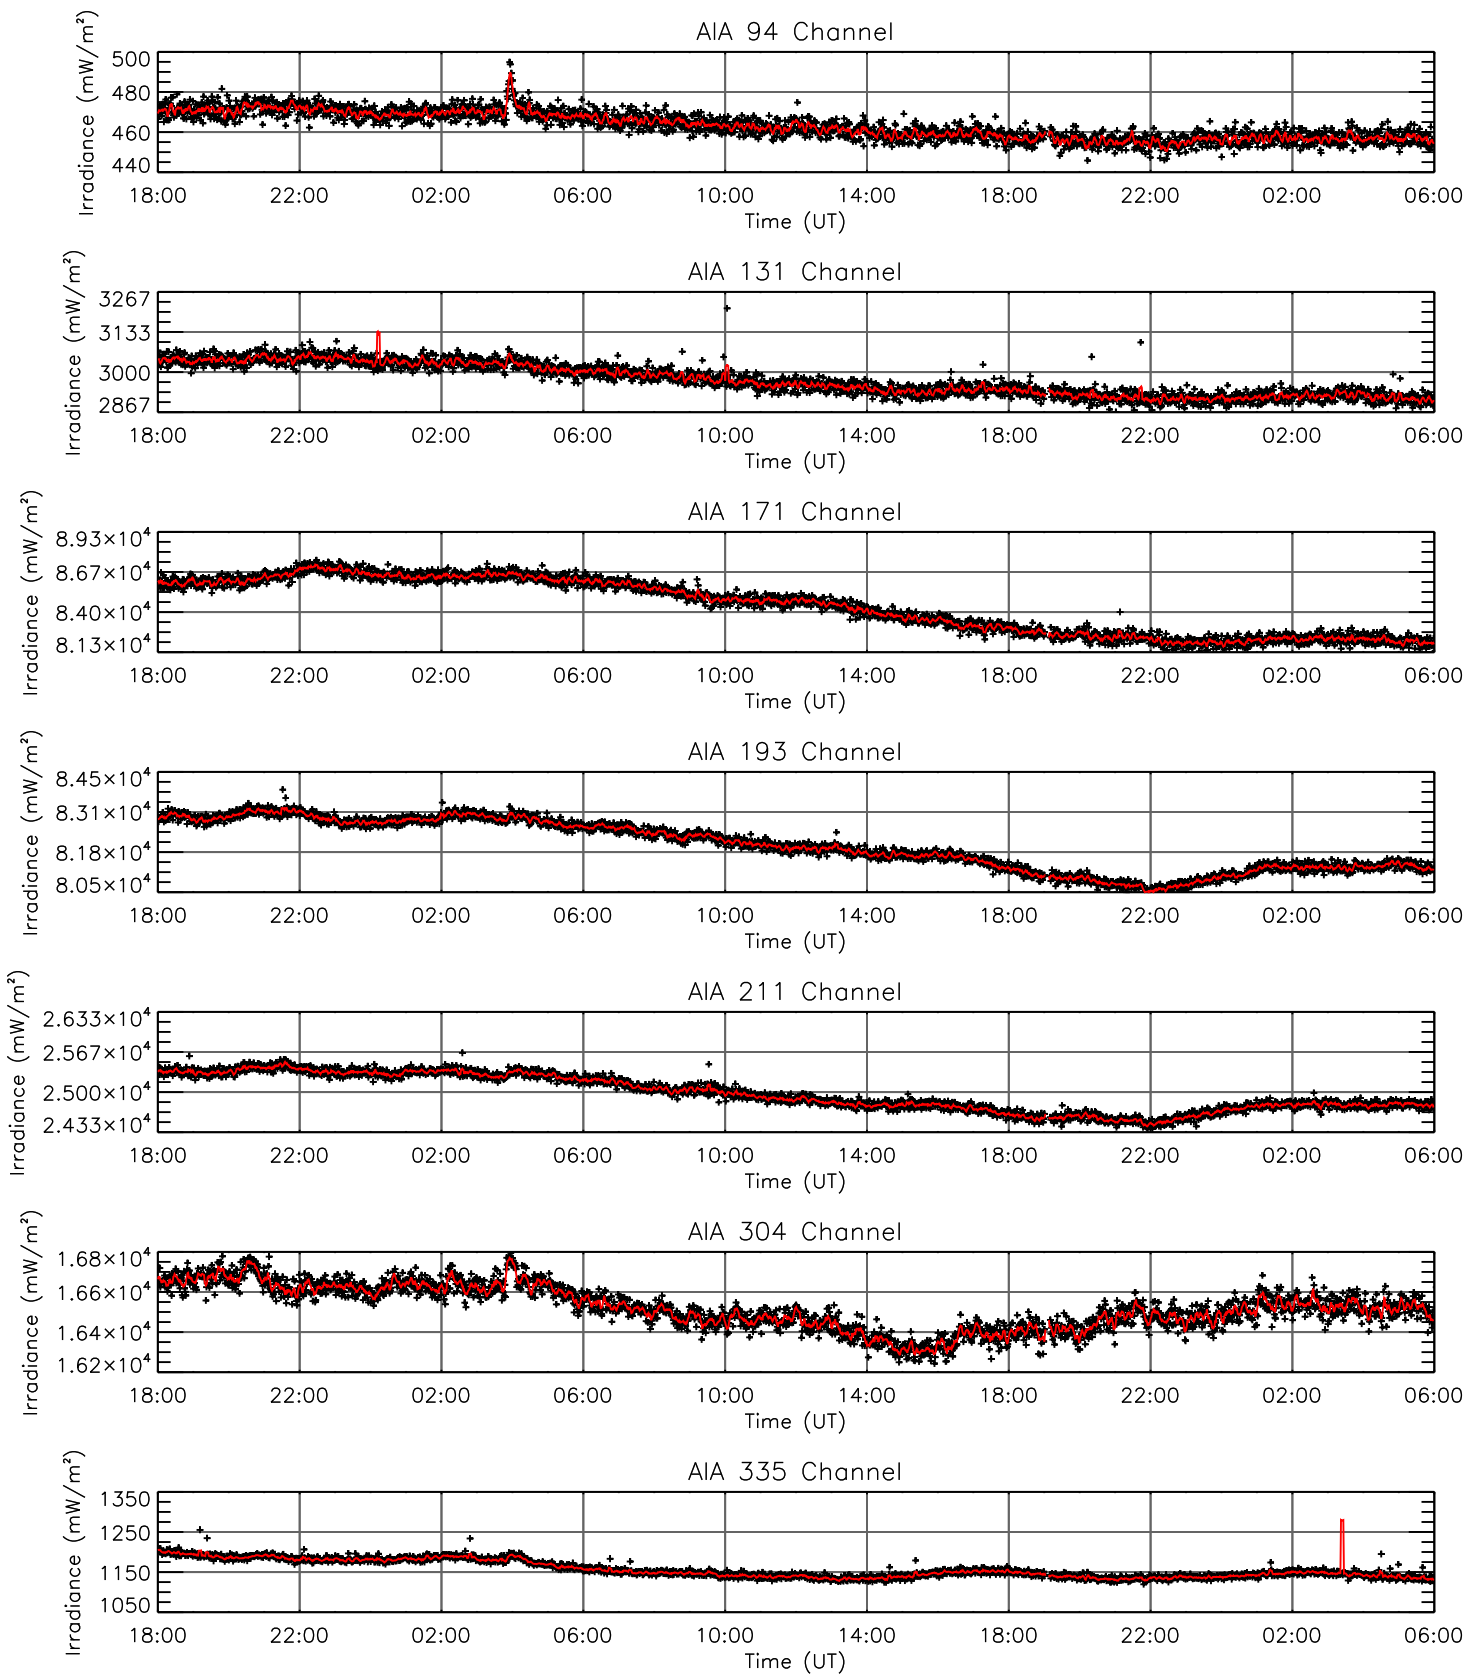 AIA 94 Channel
Irradiance (mW/m²)
500
480
460
440
18:00 22:00 02:00 06:00 10:00 14:00 18:00 22:00 02:00 06:00
Time (UT)
AIA 131 Channel
Irradiance (mW/m²)
3267
3133
3000
2867
18:00 22:00 02:00 06:00 10:00 14:00 18:00 22:00 02:00 06:00
Time (UT)
AIA 171 Channel
Irradiance (mW/m²)
8.93×10⁴
8.67×10⁴
8.40×10⁴
8.13×10⁴
18:00 22:00 02:00 06:00 10:00 14:00 18:00 22:00 02:00 06:00
Time (UT)
AIA 193 Channel
Irradiance (mW/m²)
8.45×10⁴
8.31×10⁴
8.18×10⁴
8.05×10⁴
18:00 22:00 02:00 06:00 10:00 14:00 18:00 22:00 02:00 06:00
Time (UT)
AIA 211 Channel
Irradiance (mW/m²)
2.633×10⁴
2.567×10⁴
2.500×10⁴
2.433×10⁴
18:00 22:00 02:00 06:00 10:00 14:00 18:00 22:00 02:00 06:00
Time (UT)
AIA 304 Channel
Irradiance (mW/m²)
1.68×10⁴
1.66×10⁴
1.64×10⁴
1.62×10⁴
18:00 22:00 02:00 06:00 10:00 14:00 18:00 22:00 02:00 06:00
Time (UT)
AIA 335 Channel
Irradiance (mW/m²)
1350
1250
1150
1050
18:00 22:00 02:00 06:00 10:00 14:00 18:00 22:00 02:00 06:00
Time (UT)